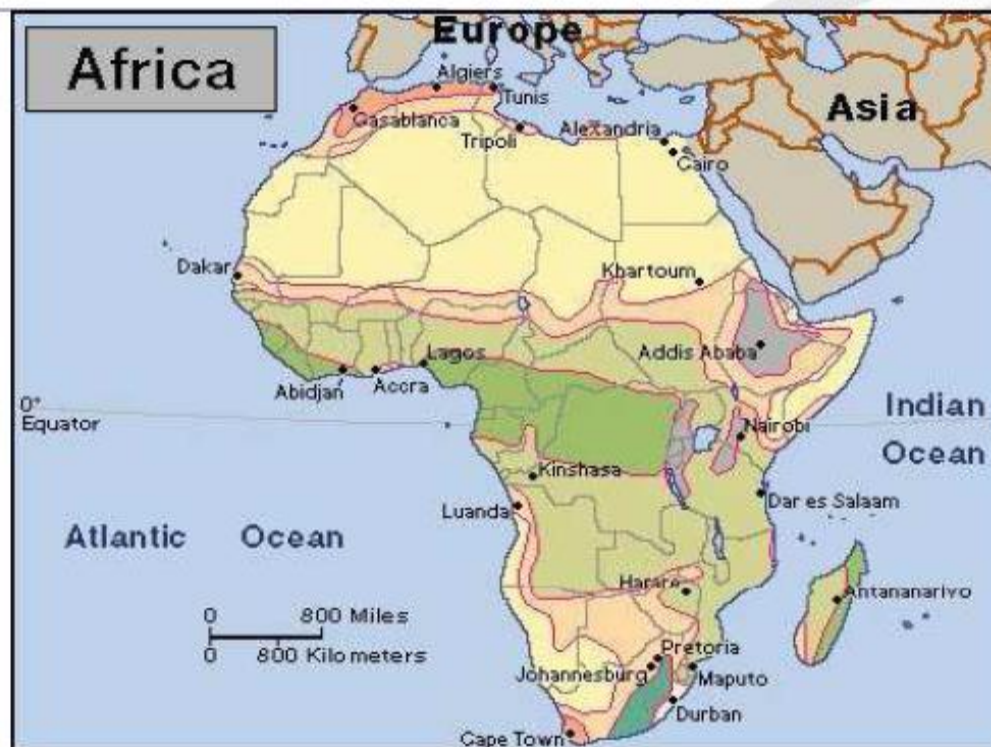 Europe
Africa
Asia
Algiers
Tunis
Casablanca
Tripoli
Alexandria
Cairo
Dakar
Khartoum
Addis Ababa
Lagos
Abidjan
Accra
0°
Equator
Indian
Ocean
Nairobi
Kinshasa
Dar es Salaam
Luanda
Atlantic Ocean
Harare
Antananarivo
0 800 Miles
0 800 Kilometers
Pretoria
Johannesburg
Maputo
Durban
Cape Town